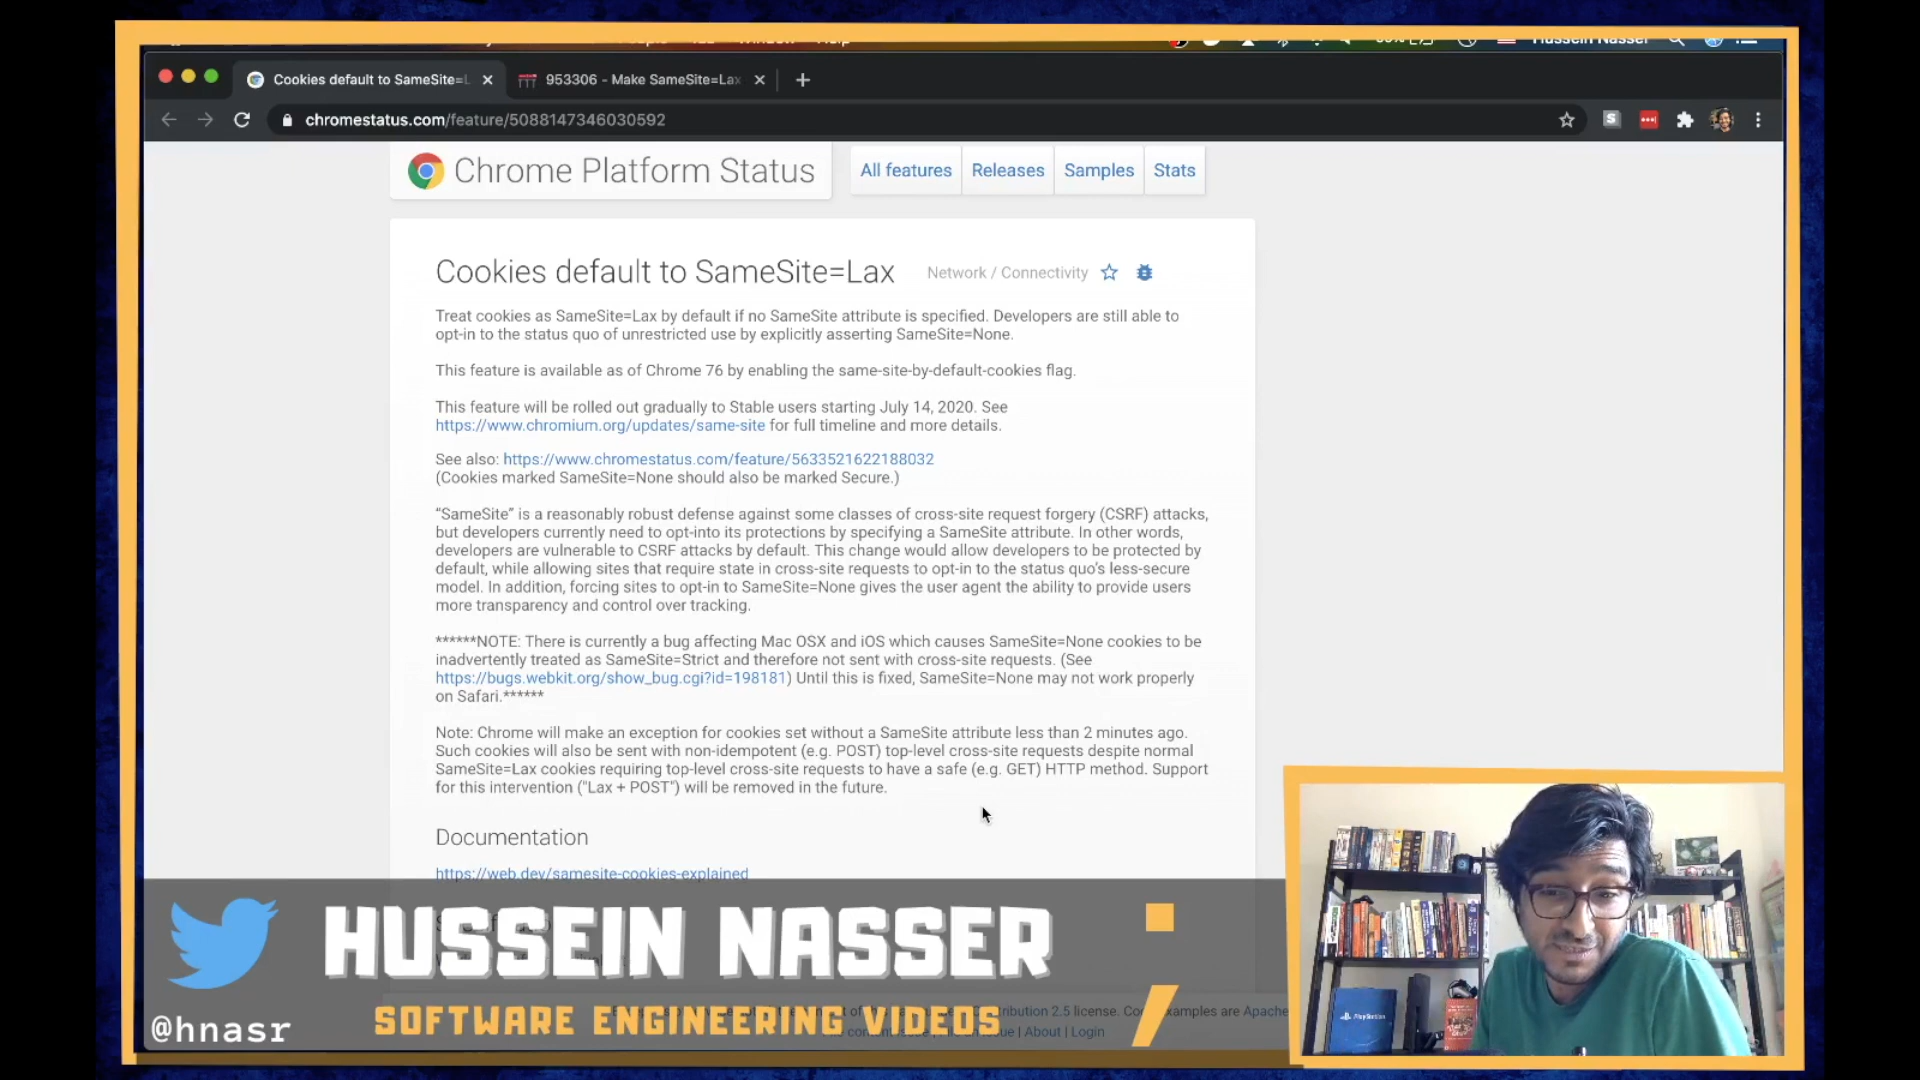 Hussein Nasser
Cookies default to SameSite=L
953306 - Make SameSite=Lax
chromestatus.com/feature/5088147346030592
Chrome Platform Status
All features
Releases
Samples
Stats
Cookies default to SameSite=Lax
Network / Connectivity
Treat cookies as SameSite=Lax by default if no SameSite attribute is specified. Developers are still able to
opt-in to the status quo of unrestricted use by explicitly asserting SameSite=None.
This feature is available as of Chrome 76 by enabling the same-site-by-default-cookies flag.
This feature will be rolled out gradually to Stable users starting July 14, 2020. See
https://www.chromium.org/updates/same-site for full timeline and more details.
See also: https://www.chromestatus.com/feature/5633521622188032
(Cookies marked SameSite=None should also be marked Secure.)
“SameSite” is a reasonably robust defense against some classes of cross-site request forgery (CSRF) attacks,
but developers currently need to opt-into its protections by specifying a SameSite attribute. In other words,
developers are vulnerable to CSRF attacks by default. This change would allow developers to be protected by
default, while allowing sites that require state in cross-site requests to opt-in to the status quo’s less-secure
model. In addition, forcing sites to opt-in to SameSite=None gives the user agent the ability to provide users
more transparency and control over tracking.
******NOTE: There is currently a bug affecting Mac OSX and iOS which causes SameSite=None cookies to be
inadvertently treated as SameSite=Strict and therefore not sent with cross-site requests. (See
https://bugs.webkit.org/show_bug.cgi?id=198181) Until this is fixed, SameSite=None may not work properly
on Safari.******
Note: Chrome will make an exception for cookies set without a SameSite attribute less than 2 minutes ago.
Such cookies will also be sent with non-idempotent (e.g. POST) top-level cross-site requests despite normal
SameSite=Lax cookies requiring top-level cross-site requests to have a safe (e.g. GET) HTTP method. Support
for this intervention ("Lax + POST") will be removed in the future.
Documentation
https://web.dev/samesite-cookies-explained
HUSSEIN NASSER
@hnasr
SOFTWARE ENGINEERING VIDEOS
2.5 license.
examples are Apache
| About | Login
PlayStation